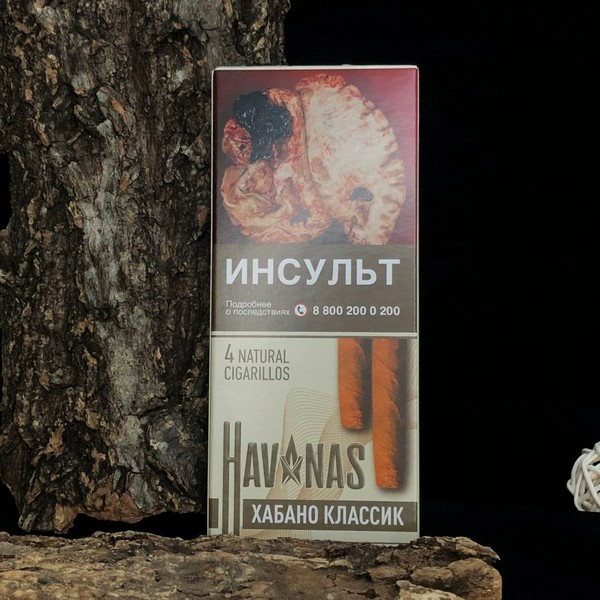 ИНСУЛЬТ
Подробнее
о последствиях 8 800 200 0 200
4 NATURAL
CIGARILLOS
HAVANAS
ХАБАНО КЛАССИК